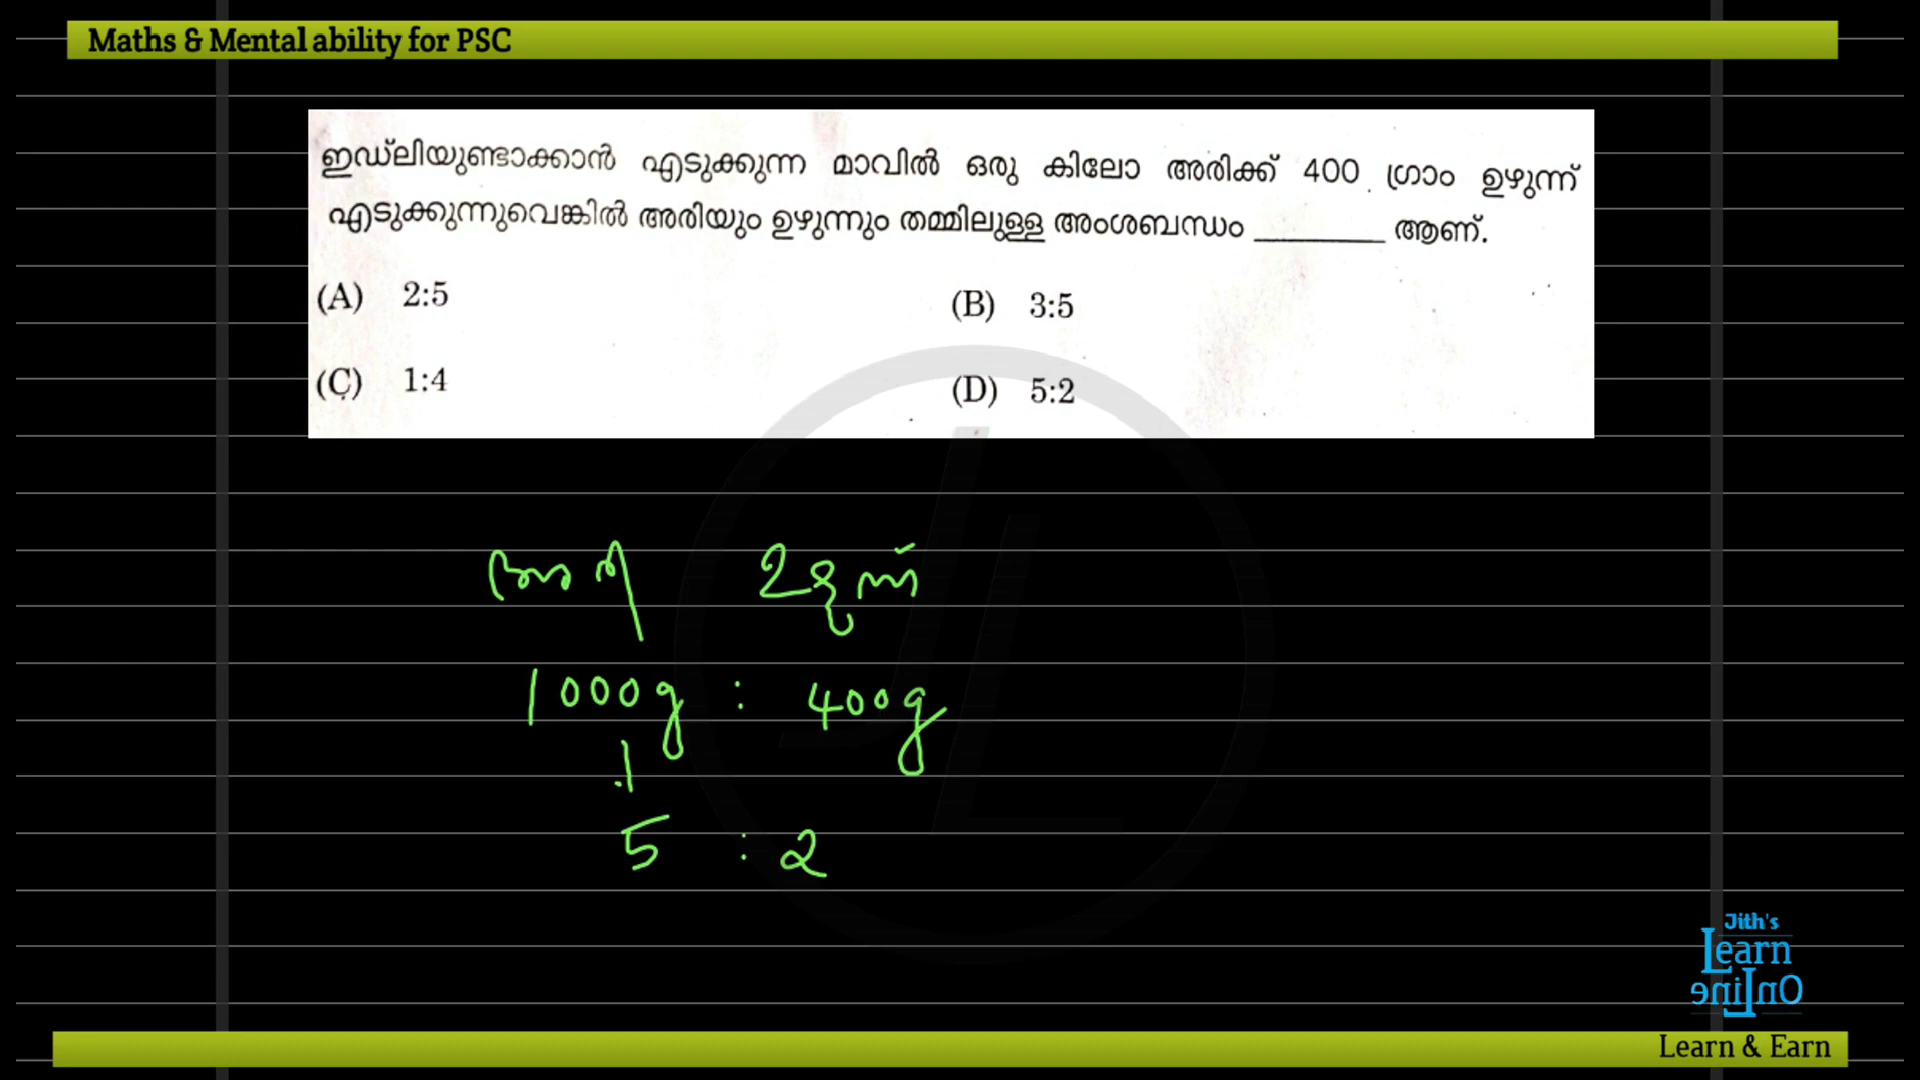 Maths & Mental ability for PSC
ഇഡ്‌ലിയുണ്ടാക്കാൻ എടുക്കുന്ന മാവിൽ ഒരു കിലോ അരിക്ക് 400 ഗ്രാം ഉഴുന്ന്
എടുക്കുന്നുവെങ്കിൽ അരിയും ഉഴുന്നും തമ്മിലുള്ള അംശബന്ധം ________ ആണ്.
(A) 2:5
(B) 3:5
(C) 1:4
(D) 5:2
അരി ഉഴുന്ന്
1000g : 400g
5 : 2
Jith's
Learn
OnLine
Learn & Earn